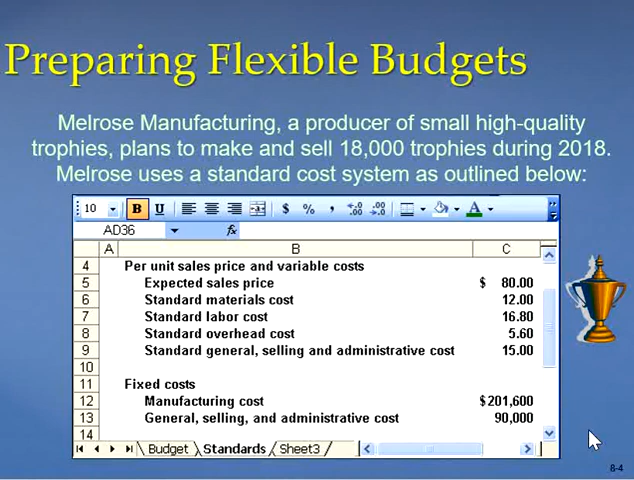 Preparing Flexible Budgets
Melrose Manufacturing, a producer of small high-quality
trophies, plans to make and sell 18,000 trophies during 2018.
Melrose uses a standard cost system as outlined below:
10 B U $ % , .00 .00
AD36 fx
A B C
4 Per unit sales price and variable costs
5 Expected sales price $ 80.00
6 Standard materials cost 12.00
7 Standard labor cost 16.80
8 Standard overhead cost 5.60
9 Standard general, selling and administrative cost 15.00
10
11 Fixed costs
12 Manufacturing cost $201,600
13 General, selling, and administrative cost 90,000
14
Budget Standards Sheet3
8-4